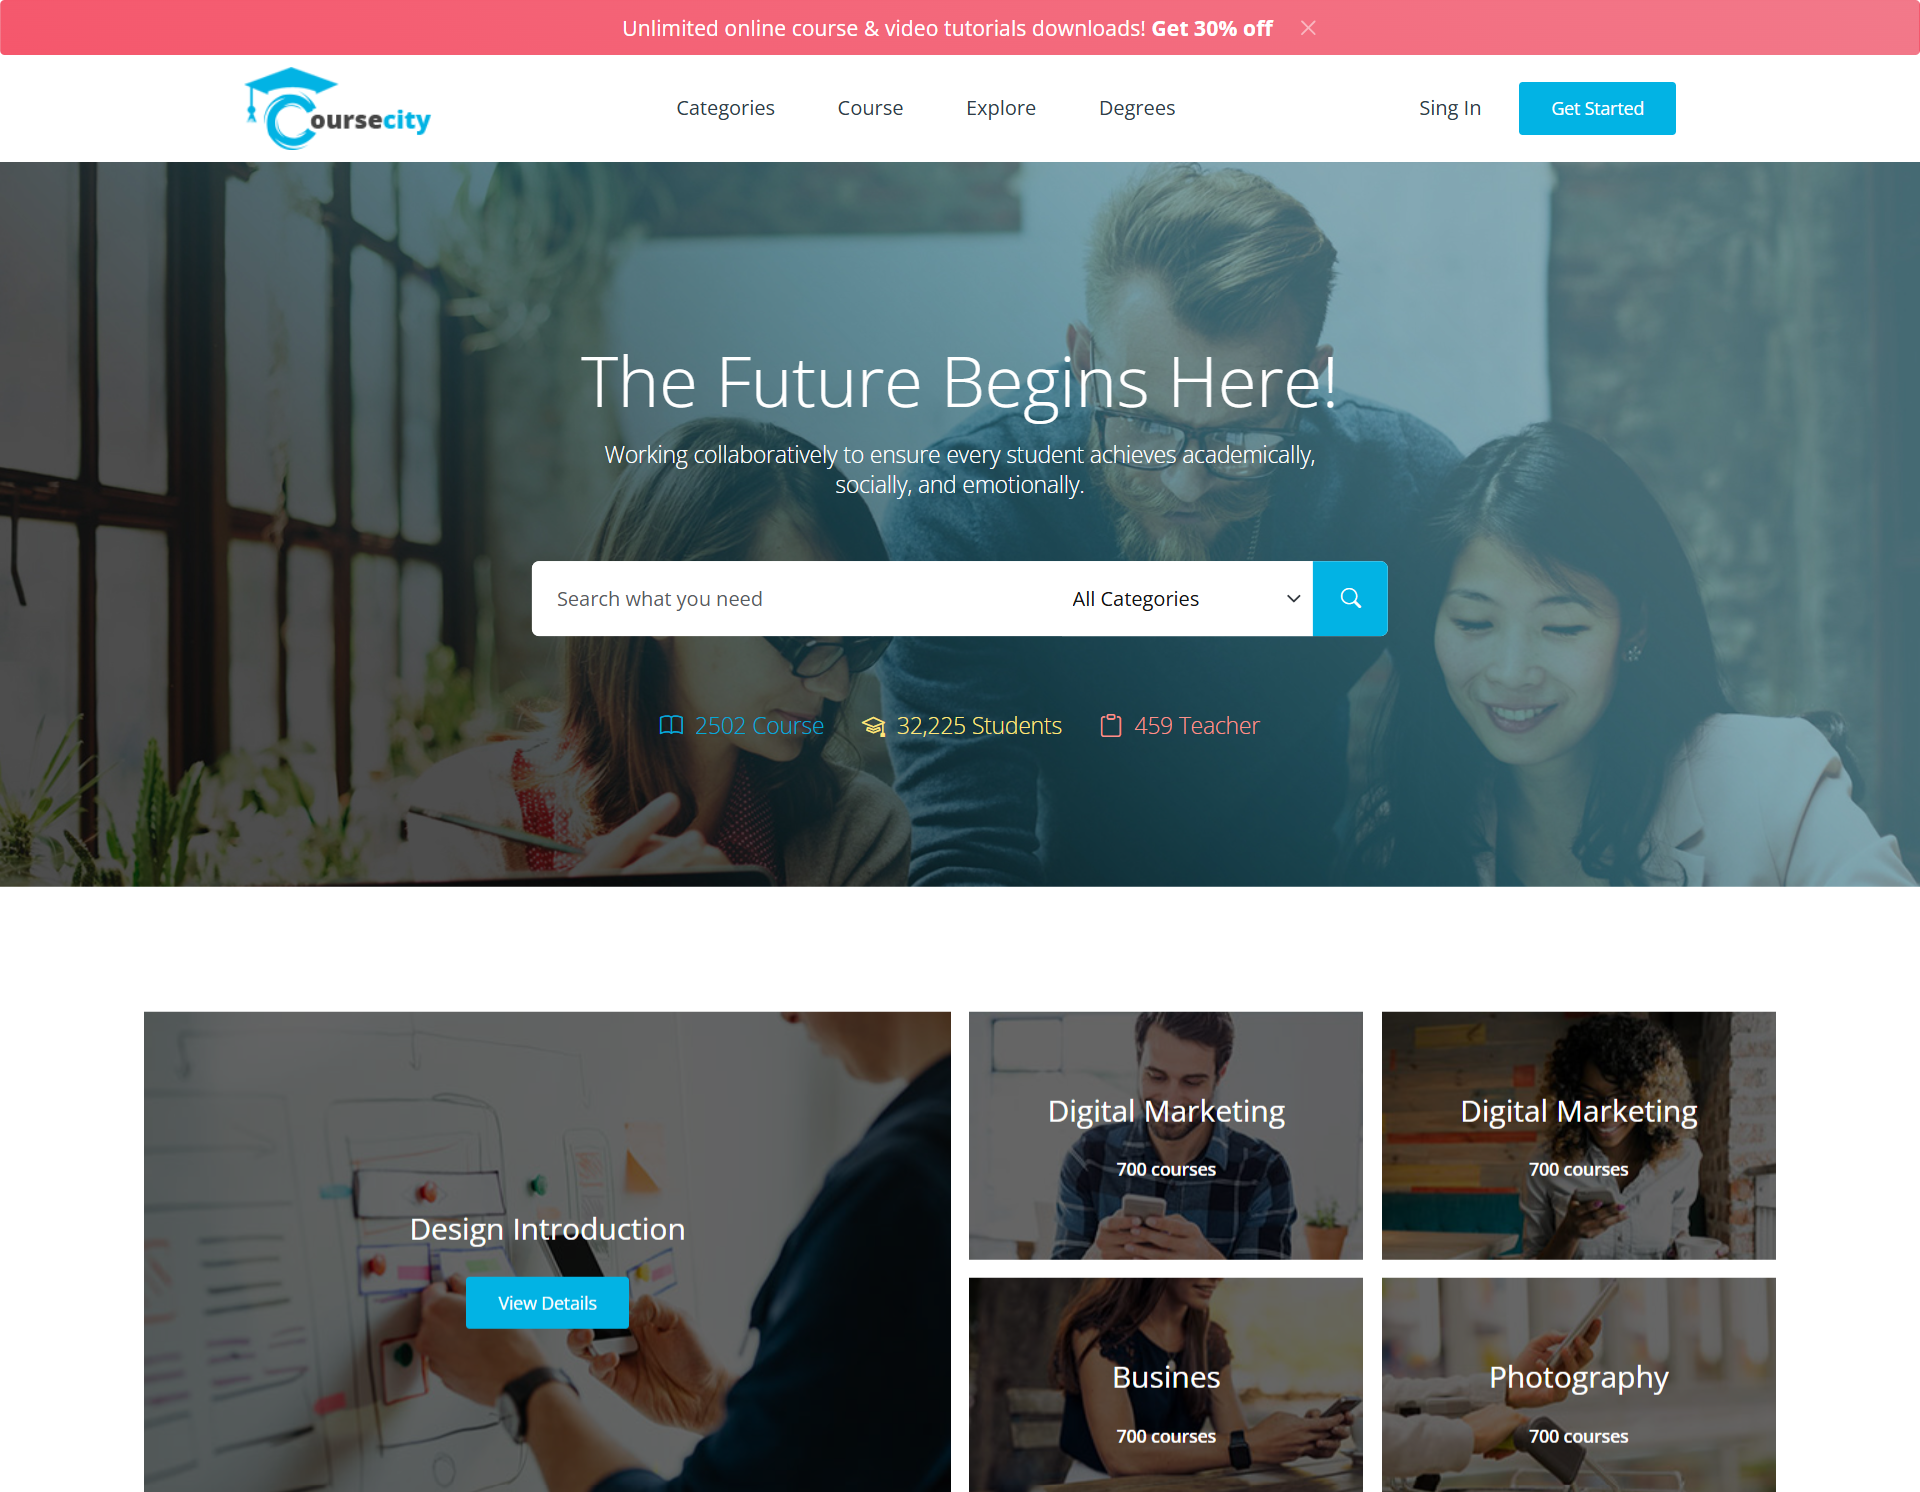 Unlimited online course & video tutorials downloads! Get 30% off
Coursecity
Categories
Course
Explore
Degrees
Sing In
Get Started
The Future Begins Here!
Working collaboratively to ensure every student achieves academically,
socially, and emotionally.
Search what you need
All Categories
2502 Course
32,225 Students
459 Teacher
Design Introduction
View Details
Digital Marketing
700 courses
Digital Marketing
700 courses
Busines
700 courses
Photography
700 courses